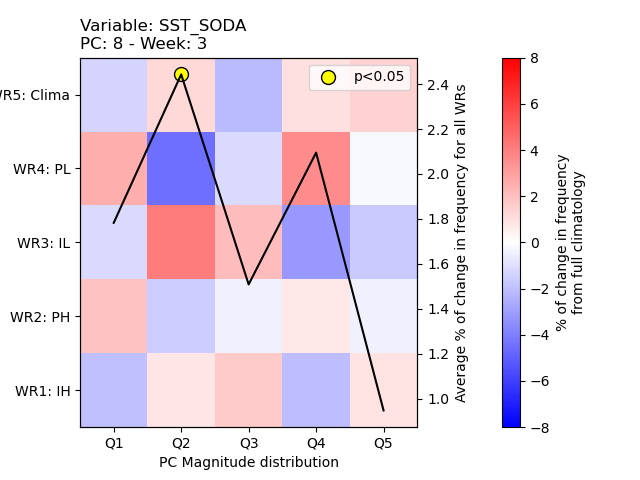 Variable: SST_SODA
PC: 8 - Week: 3
p<0.05
WR5: Clima
WR4: PL
WR3: IL
WR2: PH
WR1: IH
Q1 Q2 Q3 Q4 Q5
PC Magnitude distribution
2.4
2.2
2.0
1.8
1.6
1.4
1.2
1.0
Average % of change in frequency for all WRs
8
6
4
2
0
−2
−4
−6
−8
% of change in frequency
from full climatology